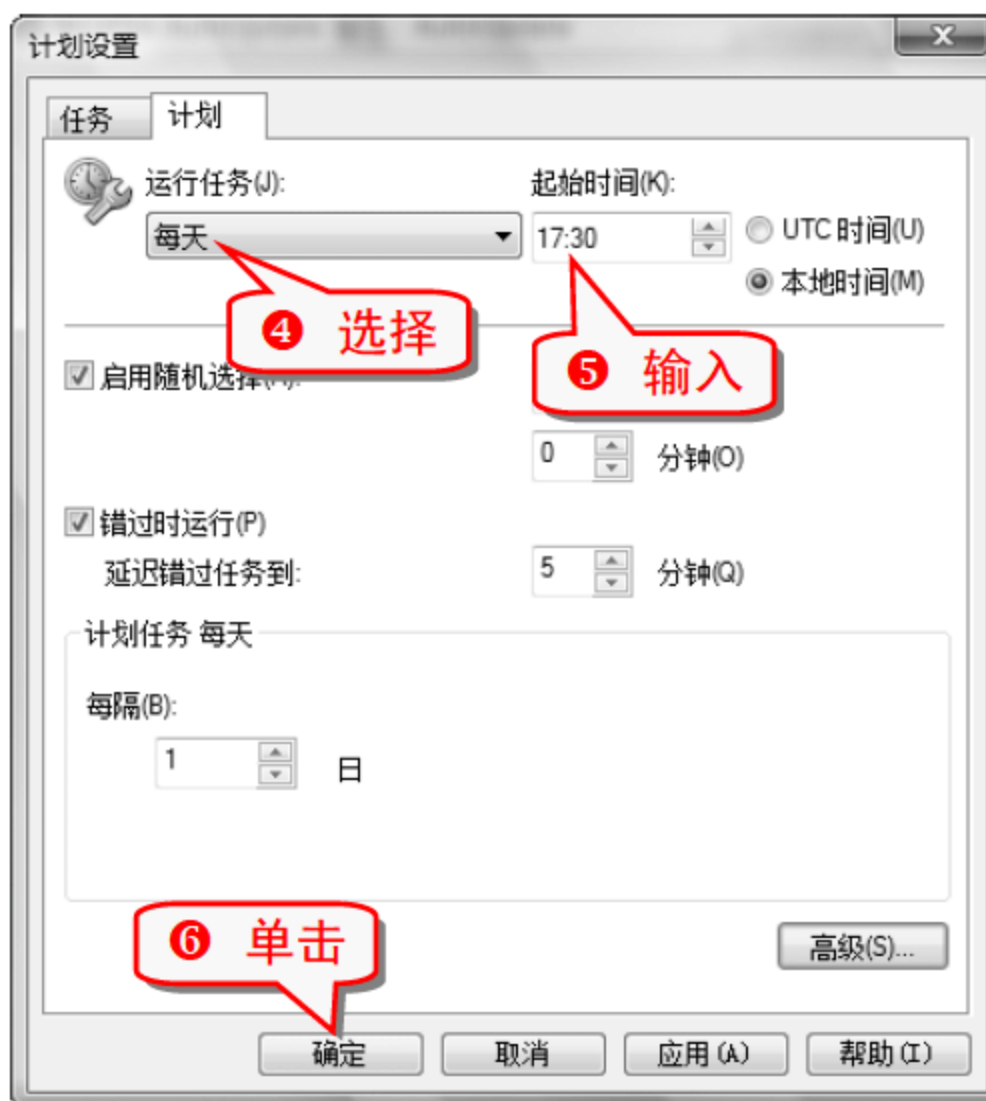 计划设置
任务 计划
运行任务(J): 起始时间(K):
每天 17:30 UTC 时间(U)
本地时间(M)
❹ 选择
❺ 输入
启用随机选择
0 分钟(O)
错过时运行(P)
延迟错过任务到: 5 分钟(Q)
计划任务 每天
每隔(B):
1 日
❻ 单击
高级(S)...
确定 取消 应用(A) 帮助(I)